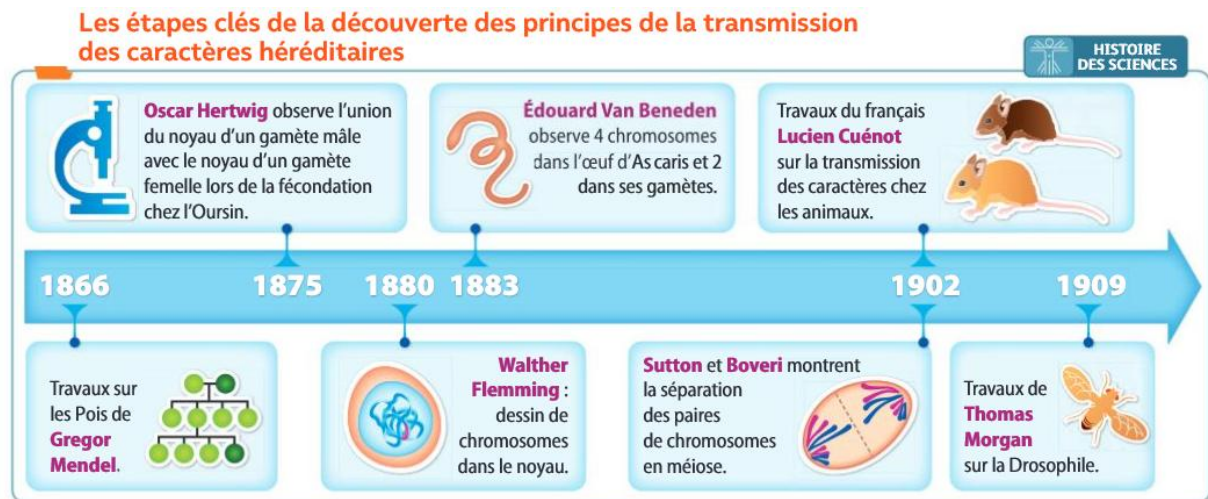 Les étapes clés de la découverte des principes de la transmission
des caractères héréditaires
HISTOIRE
DES SCIENCES
Oscar Hertwig observe l'union
du noyau d'un gamète mâle
avec le noyau d'un gamète
femelle lors de la fécondation
chez l'Oursin.
Édouard Van Beneden
observe 4 chromosomes
dans l'œuf d'As caris et 2
dans ses gamètes.
Travaux du français
Lucien Cuénot
sur la transmission
des caractères chez
les animaux.
1866
1875
1880
1883
1902
1909
Travaux sur
les Pois de
Gregor
Mendel.
Walther
Flemming :
dessin de
chromosomes
dans le noyau.
Sutton et Boveri montrent
la séparation
des paires
de chromosomes
en méiose.
Travaux de
Thomas
Morgan
sur la Drosophile.